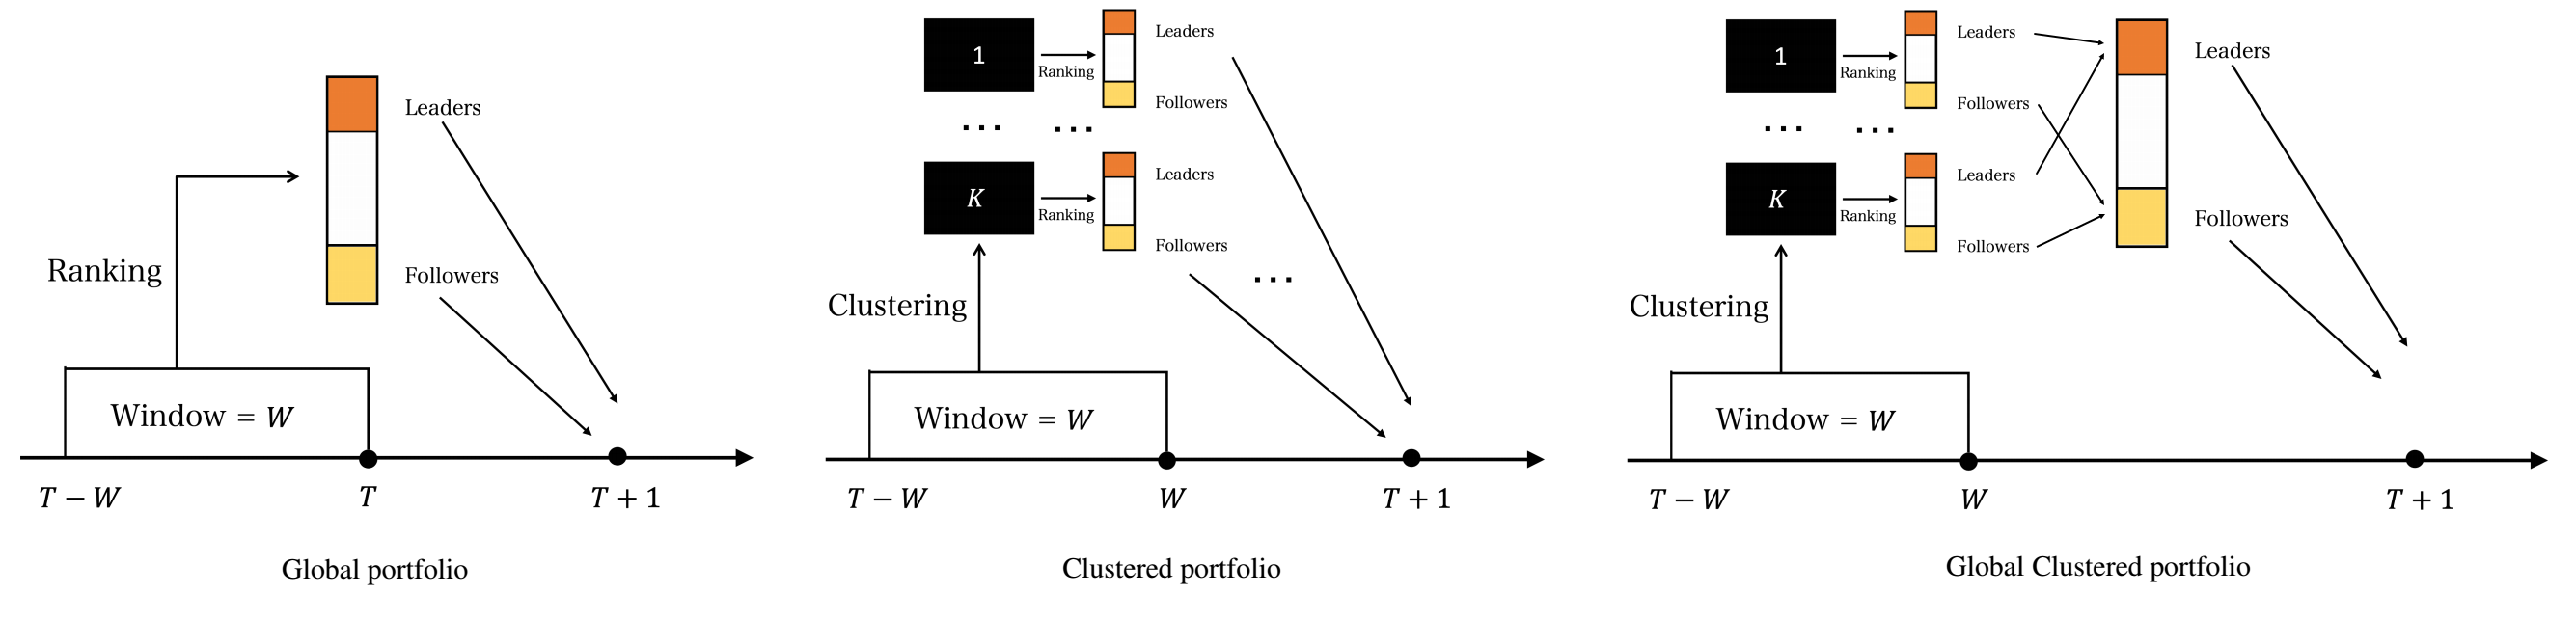 Leaders
Followers
Ranking
Window = W
T − W
T
T + 1
Global portfolio
1
Ranking
Leaders
Followers
... ...
K
Ranking
Leaders
Followers
...
Clustering
Window = W
T − W
W
T + 1
Clustered portfolio
1
Ranking
Leaders
Followers
... ...
K
Ranking
Leaders
Followers
Leaders
Followers
Clustering
Window = W
T − W
W
T + 1
Global Clustered portfolio